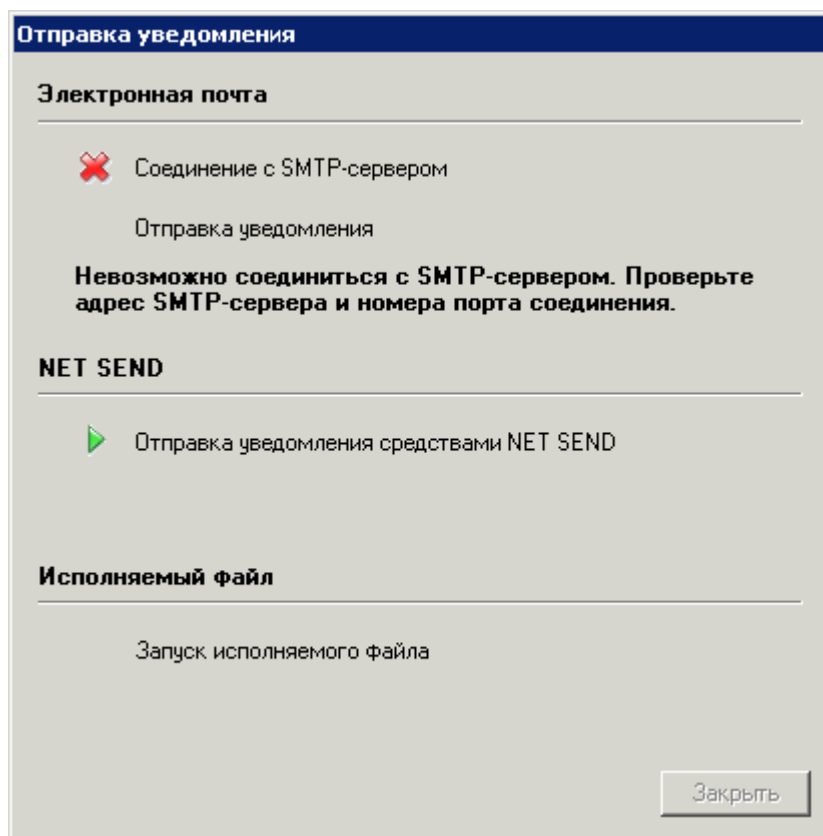 Отправка уведомления
Электронная почта
Соединение с SMTP-сервером
Отправка уведомления
Невозможно соединиться с SMTP-сервером. Проверьте
адрес SMTP-сервера и номера порта соединения.
NET SEND
Отправка уведомления средствами NET SEND
Исполняемый файл
Запуск исполняемого файла
Закрыть